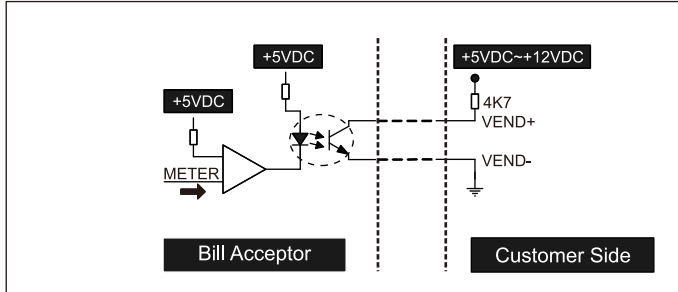 +5VDC
+5VDC~+12VDC
+5VDC
4K7
VEND+
METER
VEND-
Bill Acceptor
Customer Side